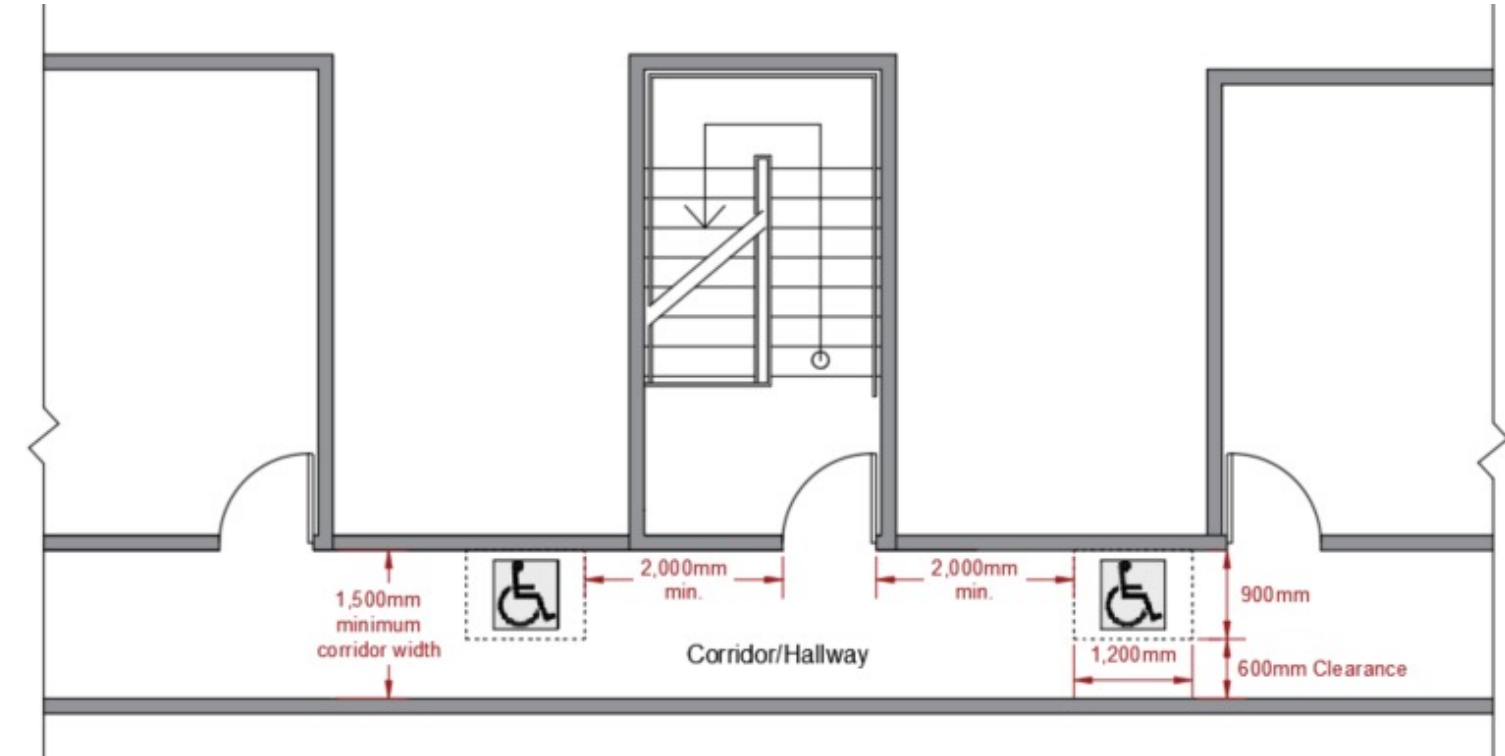 2,000mm
min.
2,000mm
min.
1,500mm
minimum
corridor width
900mm
Corridor/Hallway
1,200mm
600mm Clearance